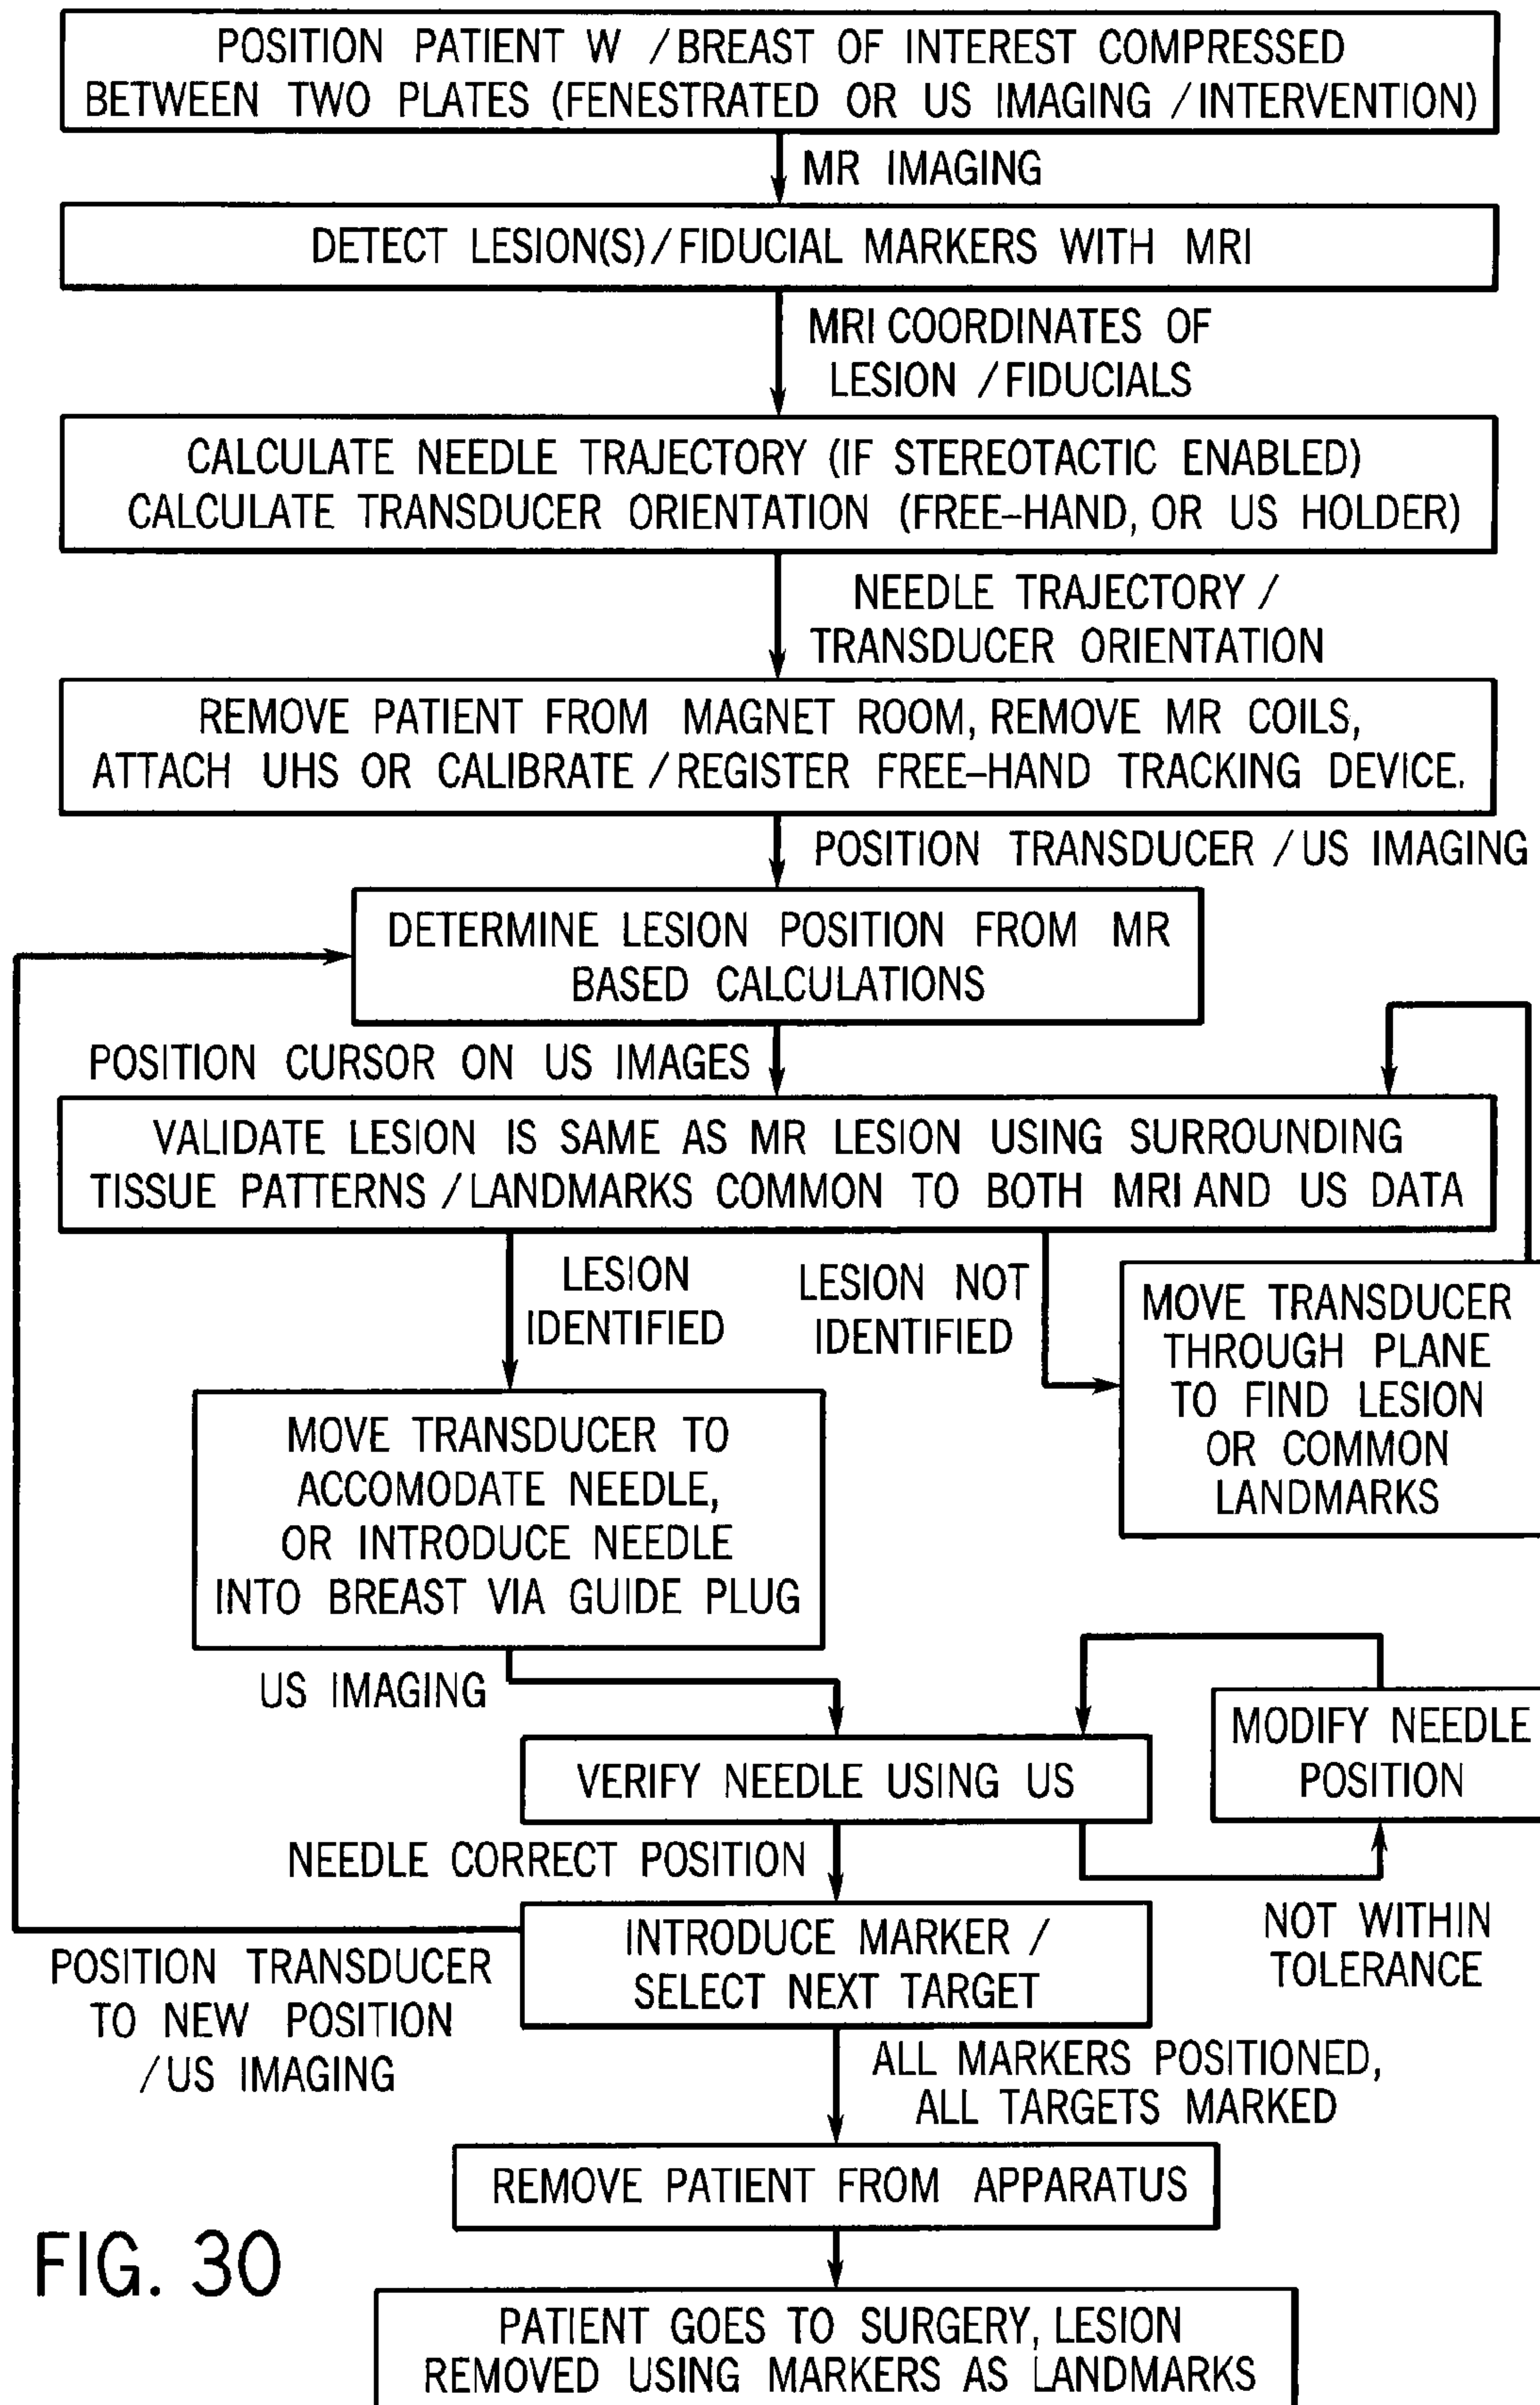 POSITION PATIENT W /BREAST OF INTEREST COMPRESSED
BETWEEN TWO PLATES (FENESTRATED OR US IMAGING /INTERVENTION)
MR IMAGING
DETECT LESION(S)/FIDUCIAL MARKERS WITH MRI
MRI COORDINATES OF
LESION /FIDUCIALS
CALCULATE NEEDLE TRAJECTORY (IF STEREOTACTIC ENABLED)
CALCULATE TRANSDUCER ORIENTATION (FREE-HAND, OR US HOLDER)
NEEDLE TRAJECTORY /
TRANSDUCER ORIENTATION
REMOVE PATIENT FROM MAGNET ROOM, REMOVE MR COILS,
ATTACH UHS OR CALIBRATE /REGISTER FREE-HAND TRACKING DEVICE.
POSITION TRANSDUCER /US IMAGING
DETERMINE LESION POSITION FROM MR
BASED CALCULATIONS
POSITION CURSOR ON US IMAGES
VALIDATE LESION IS SAME AS MR LESION USING SURROUNDING
TISSUE PATTERNS /LANDMARKS COMMON TO BOTH MRI AND US DATA
LESION
IDENTIFIED
LESION NOT
IDENTIFIED
MOVE TRANSDUCER
THROUGH PLANE
TO FIND LESION
OR COMMON
LANDMARKS
MOVE TRANSDUCER TO
ACCOMODATE NEEDLE,
OR INTRODUCE NEEDLE
INTO BREAST VIA GUIDE PLUG
US IMAGING
MODIFY NEEDLE
POSITION
VERIFY NEEDLE USING US
NEEDLE CORRECT POSITION
NOT WITHIN
TOLERANCE
INTRODUCE MARKER /
SELECT NEXT TARGET
POSITION TRANSDUCER
TO NEW POSITION
/US IMAGING
ALL MARKERS POSITIONED,
ALL TARGETS MARKED
REMOVE PATIENT FROM APPARATUS
FIG. 30
PATIENT GOES TO SURGERY, LESION
REMOVED USING MARKERS AS LANDMARKS